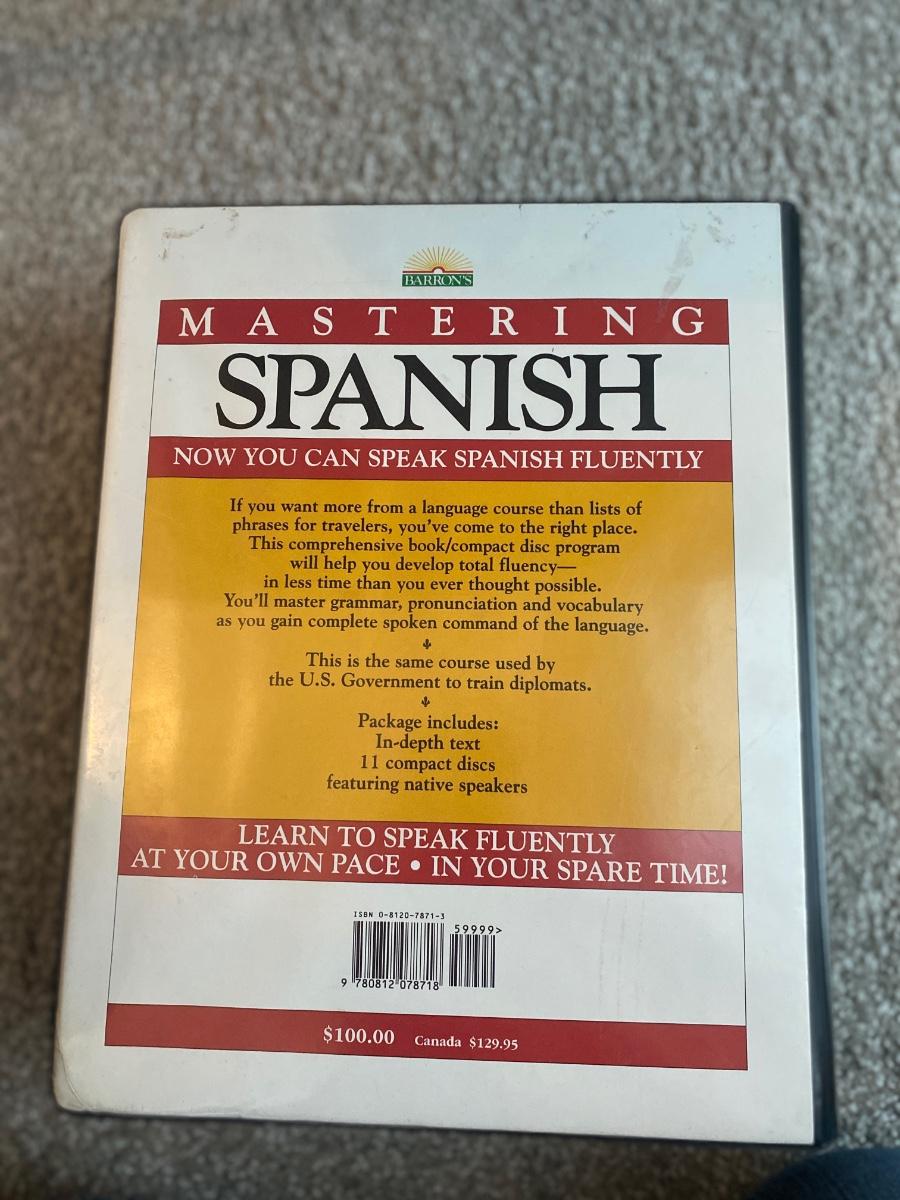 BARRON'S
MASTERING
SPANISH
NOW YOU CAN SPEAK SPANISH FLUENTLY
If you want more from a language course than lists of
phrases for travelers, you've come to the right place.
This comprehensive book/compact disc program
will help you develop total fluency—
in less time than you ever thought possible.
You'll master grammar, pronunciation and vocabulary
as you gain complete spoken command of the language.
This is the same course used by
the U.S. Government to train diplomats.
Package includes:
In-depth text
11 compact discs
featuring native speakers
LEARN TO SPEAK FLUENTLY
AT YOUR OWN PACE • IN YOUR SPARE TIME!
ISBN 0-8120-7871-3
59999>
9 780812 078718
$100.00 Canada $129.95